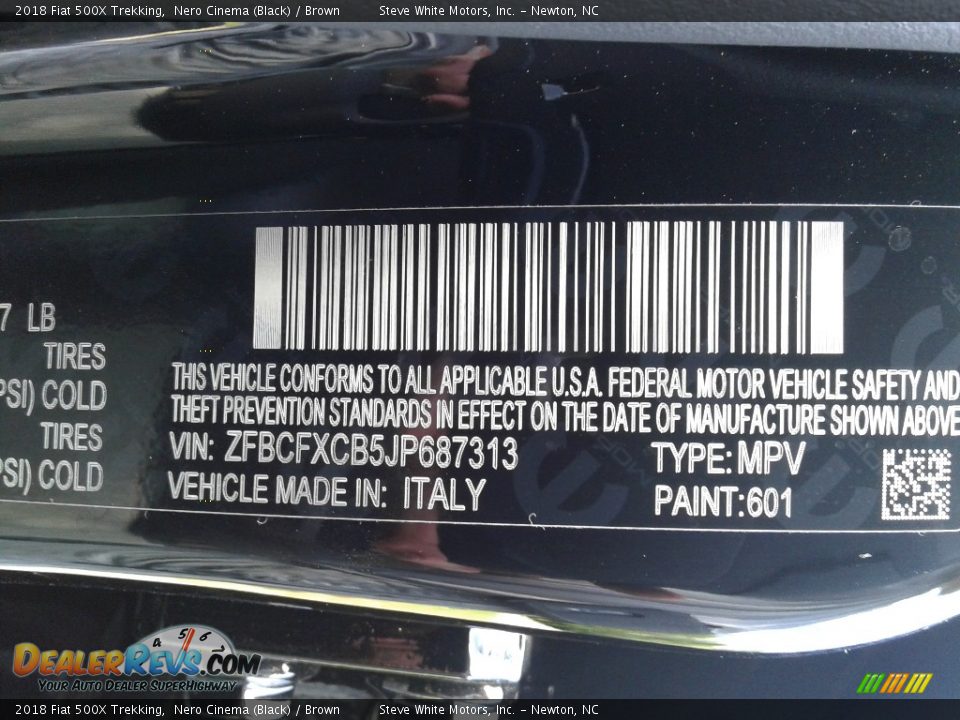 2018 Fiat 500X Trekking, Nero Cinema (Black) / Brown Steve White Motors, Inc. - Newton, NC
7 LB
TIRES
PSI) COLD
TIRES
PSI) COLD
THIS VEHICLE CONFORMS TO ALL APPLICABLE U.S.A. FEDERAL MOTOR VEHICLE SAFETY AND
THEFT PREVENTION STANDARDS IN EFFECT ON THE DATE OF MANUFACTURE SHOWN ABOVE
VIN: ZFBCFXCB5JP687313 TYPE: MPV
VEHICLE MADE IN: ITALY PAINT:601
4 5 6
DEALERREVS.COM
YOUR AUTO DEALER SUPERHIGHWAY
2018 Fiat 500X Trekking, Nero Cinema (Black) / Brown Steve White Motors, Inc. - Newton, NC